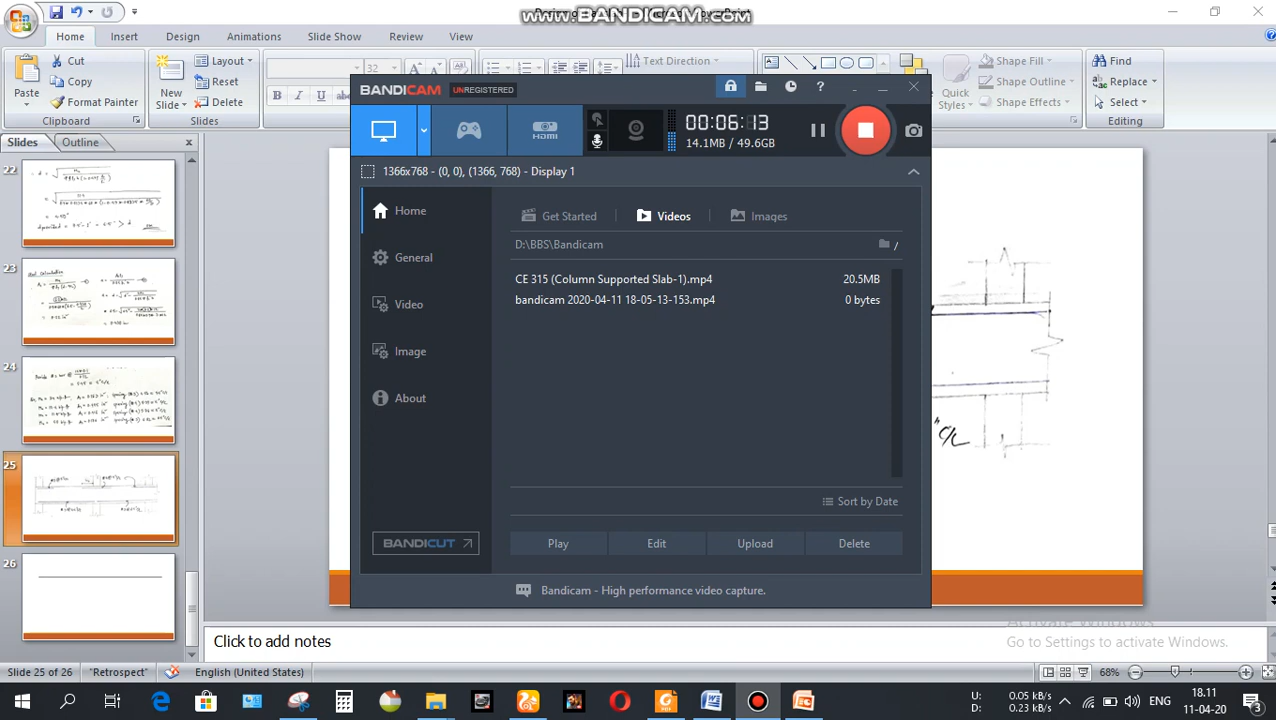 www.BANDICAM.com
Home Insert Design Animations Slide Show Review View
Paste
Cut
Copy
Format Painter
Clipboard
New Slide
Layout
Reset
Delete
Slides
32
B I U
Text Direction
Quick Styles
Shape Fill
Shape Outline
Shape Effects
Find
Replace
Select
Editing
Slides Outline
22
23
24
25
26
BANDICAM UNREGISTERED
HDMI
00:06:13
14.1MB / 49.6GB
1366x768 - (0, 0), (1366, 768) - Display 1
Home
General
Video
Image
About
BANDICUT
Get Started Videos Images
D:\BBS\Bandicam
CE 315 (Column Supported Slab-1).mp4 20.5MB
bandicam 2020-04-11 18-05-13-153.mp4 0 bytes
Sort by Date
Play Edit Upload Delete
Bandicam - High performance video capture.
" c/c
Activate Windows
Go to Settings to activate Windows.
Click to add notes
Slide 25 of 26 "Retrospect" English (United States) 68%
U: 0.05 kB/s
D: 0.23 kB/s
ENG
18.11
11-04-20
3